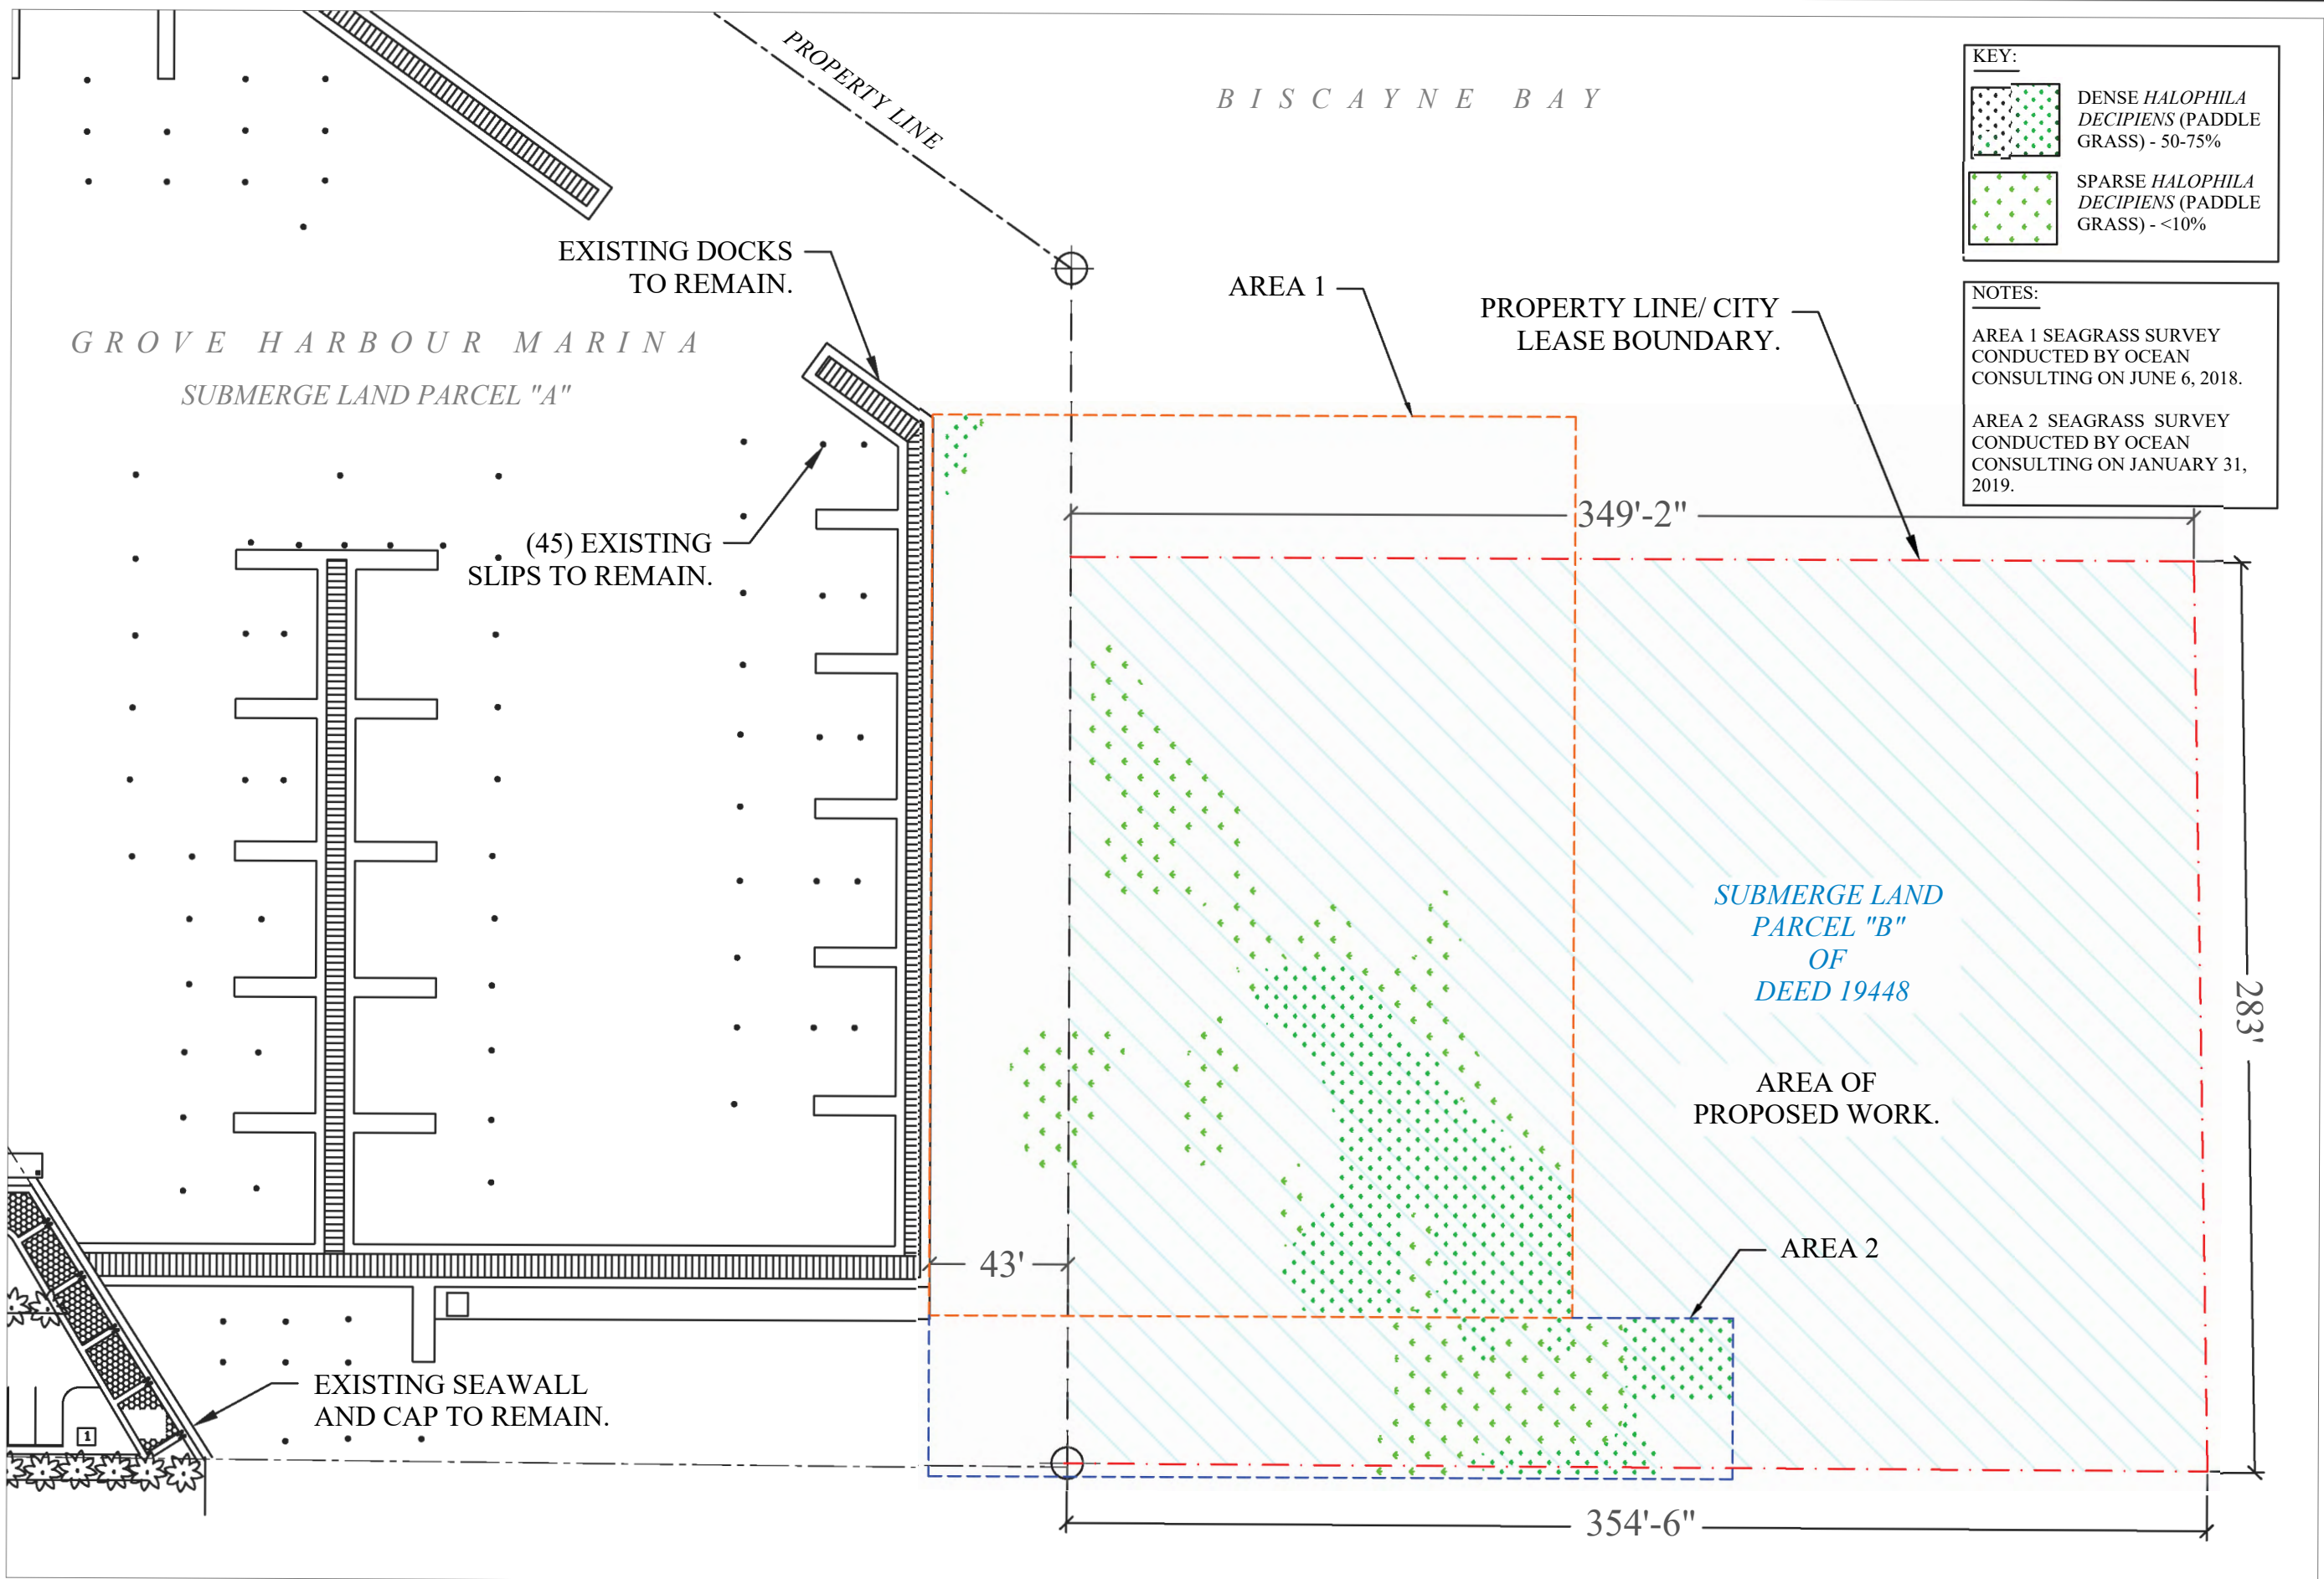 PROPERTY LINE
BISCAYNE BAY
KEY:
DENSE HALOPHILA
DECIPIENS (PADDLE
GRASS) - 50-75%
SPARSE HALOPHILA
DECIPIENS (PADDLE
GRASS) - <10%
NOTES:
AREA 1 SEAGRASS SURVEY
CONDUCTED BY OCEAN
CONSULTING ON JUNE 6, 2018.
AREA 2 SEAGRASS SURVEY
CONDUCTED BY OCEAN
CONSULTING ON JANUARY 31,
2019.
EXISTING DOCKS
TO REMAIN.
AREA 1
PROPERTY LINE/ CITY
LEASE BOUNDARY.
GROVE HARBOUR MARINA
SUBMERGE LAND PARCEL "A"
349'-2"
(45) EXISTING
SLIPS TO REMAIN.
SUBMERGE LAND
PARCEL "B"
OF
DEED 19448
283'
AREA OF
PROPOSED WORK.
43'
AREA 2
EXISTING SEAWALL
AND CAP TO REMAIN.
1
354'-6"